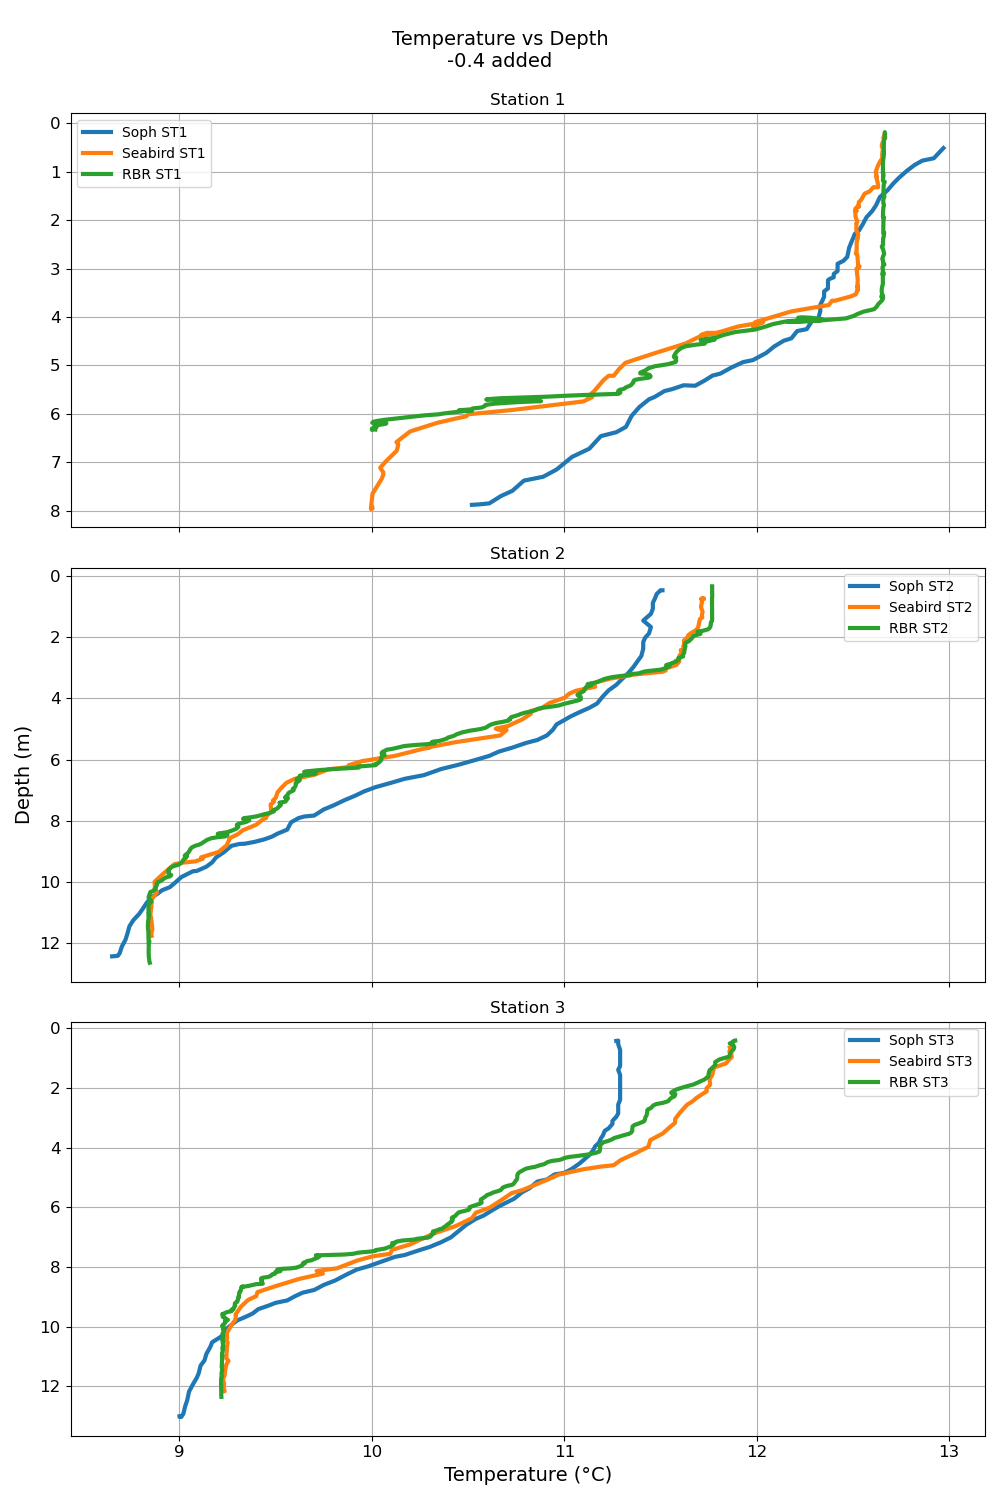 Temperature vs Depth
-0.4 added
Station 1
Soph ST1
Seabird ST1
RBR ST1
0
1
2
3
4
5
6
7
8
Station 2
Soph ST2
Seabird ST2
RBR ST2
0
2
4
6
8
10
12
Depth (m)
Station 3
Soph ST3
Seabird ST3
RBR ST3
0
2
4
6
8
10
12
9 10 11 12 13
Temperature (°C)